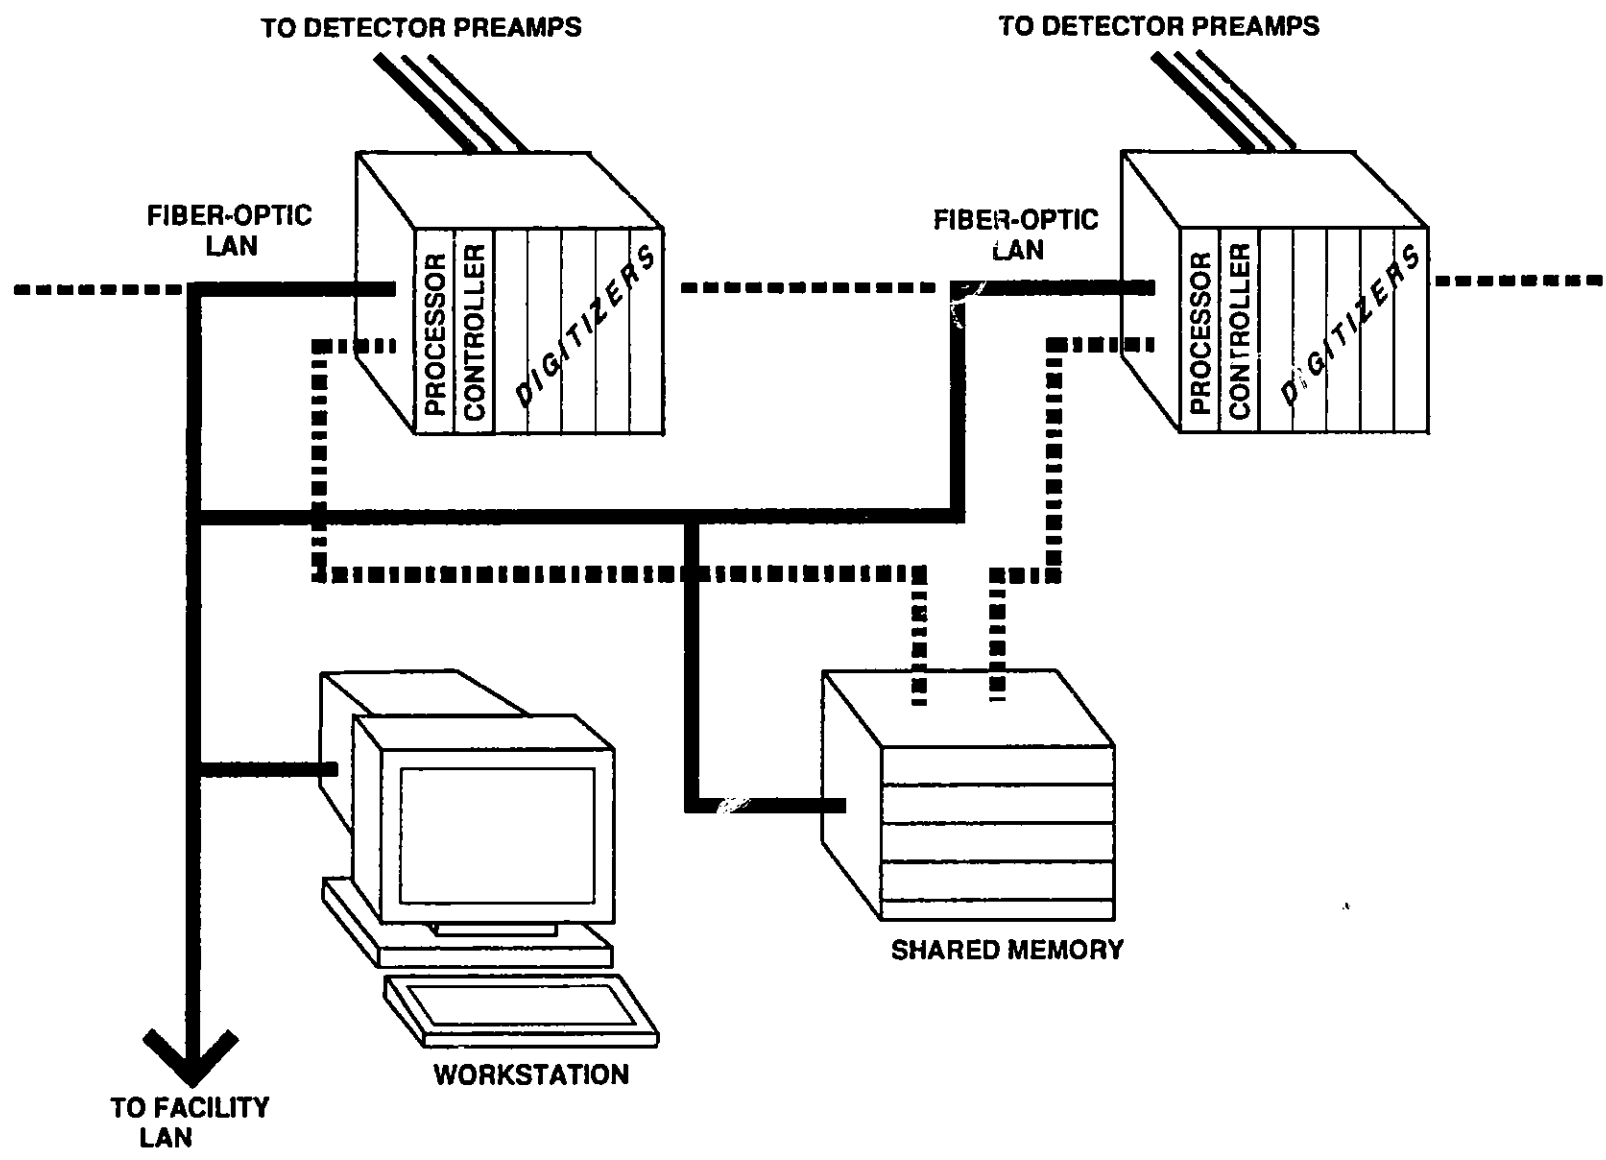 TO DETECTOR PREAMPS
TO DETECTOR PREAMPS
FIBER-OPTIC
LAN
PROCESSOR
CONTROLLER
DIGITIZERS
FIBER-OPTIC
LAN
PROCESSOR
CONTROLLER
DIGITIZERS
SHARED MEMORY
WORKSTATION
TO FACILITY
LAN